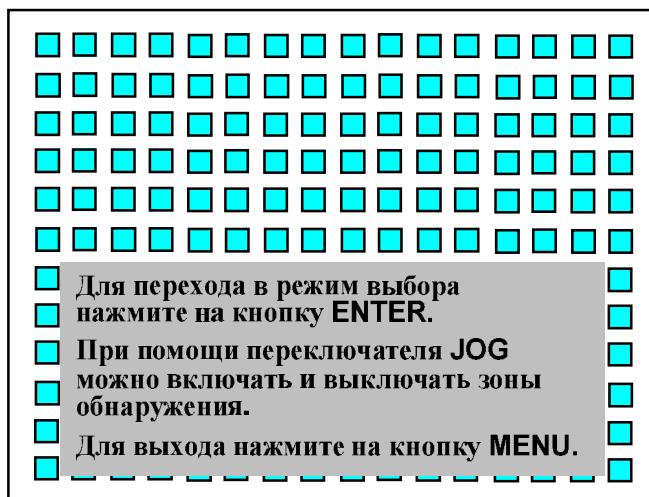 Для перехода в режим выбора
нажмите на кнопку ENTER.
При помощи переключателя JOG
можно включать и выключать зоны
обнаружения.
Для выхода нажмите на кнопку MENU.